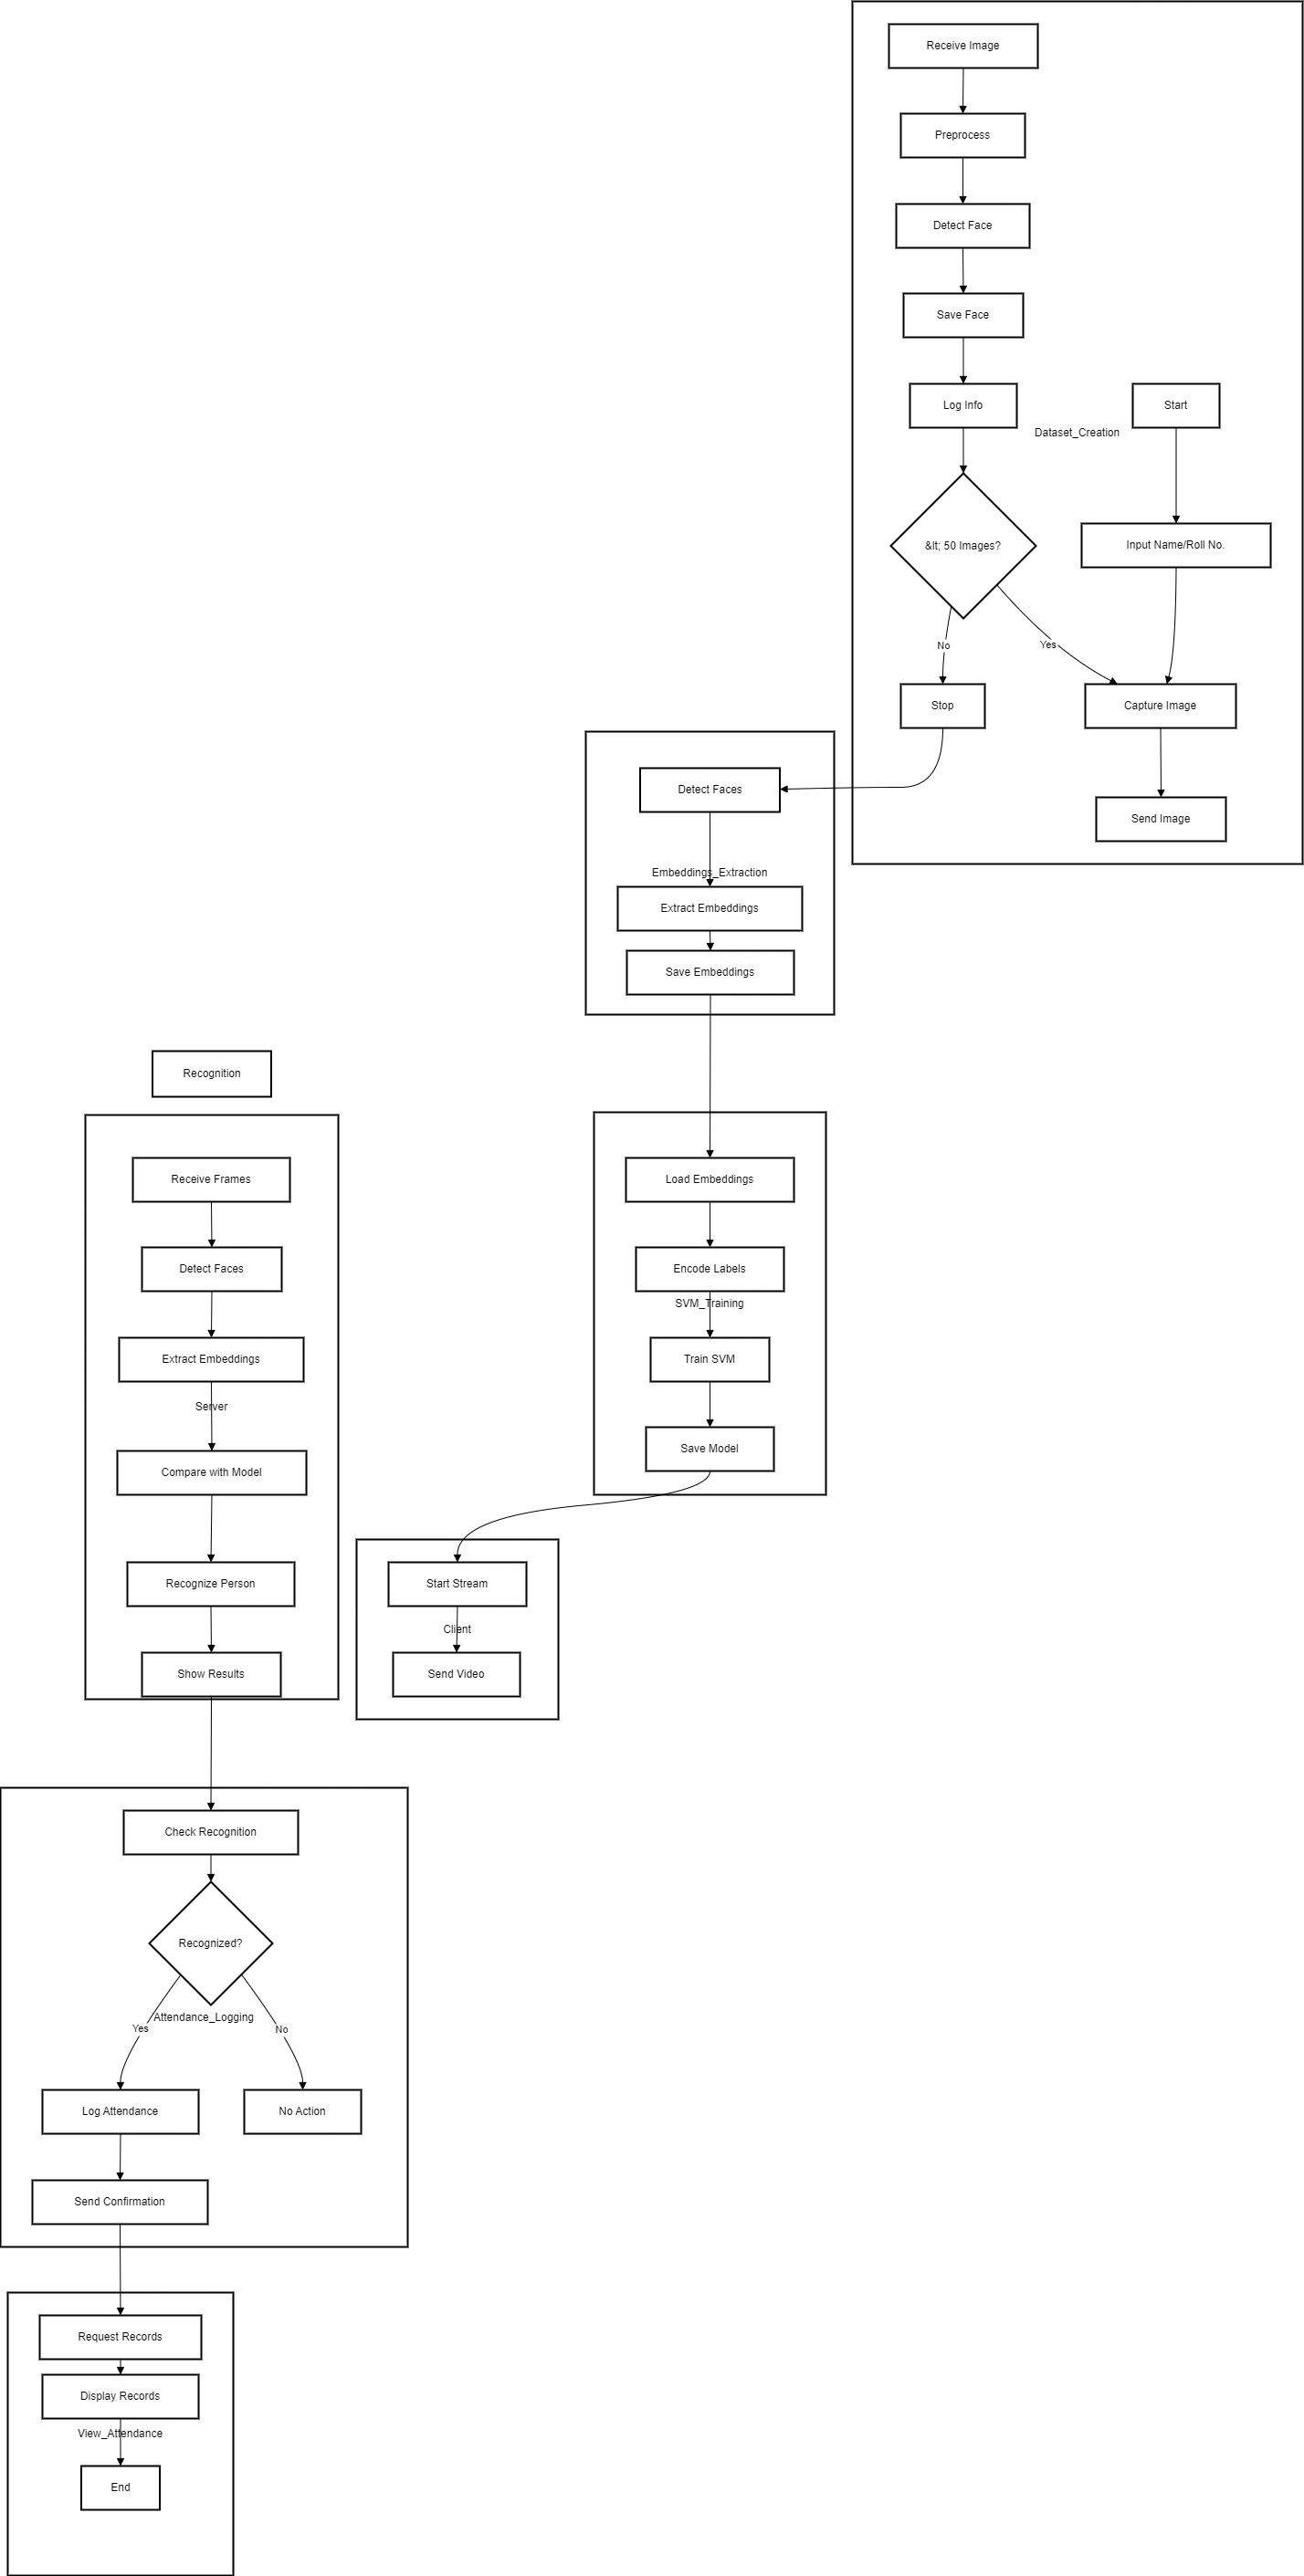 Receive Image
Preprocess
Detect Face
Save Face
Log Info
Start
Dataset_Creation
&lt; 50 Images?
Input Name/Roll No.
No
Yes
Stop
Capture Image
Send Image
Detect Faces
Embeddings_Extraction
Extract Embeddings
Save Embeddings
Recognition
Receive Frames
Detect Faces
Extract Embeddings
Server
Compare with Model
Recognize Person
Show Results
Load Embeddings
Encode Labels
SVM_Training
Train SVM
Save Model
Start Stream
Client
Send Video
Check Recognition
Recognized?
Attendance_Logging
Yes
No
Log Attendance
No Action
Send Confirmation
Request Records
Display Records
View_Attendance
End